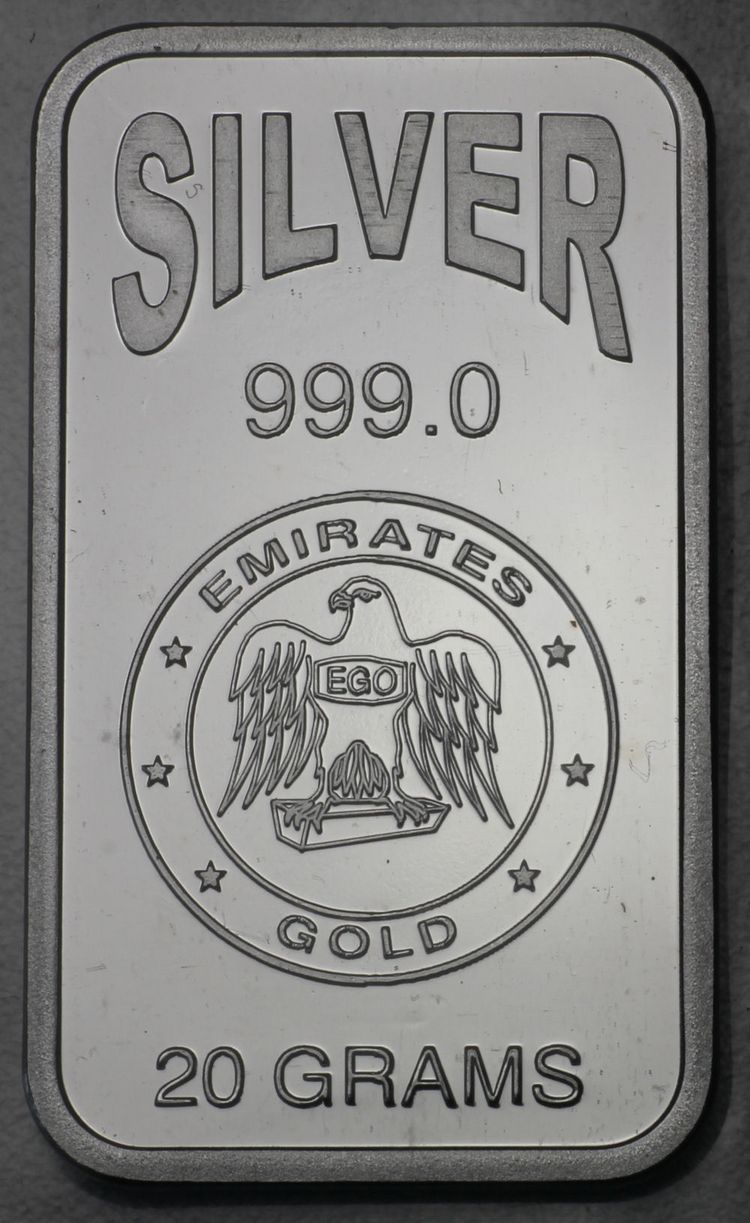 SILVER
999.0
EMIRATES
EGO
GOLD
20 GRAMS